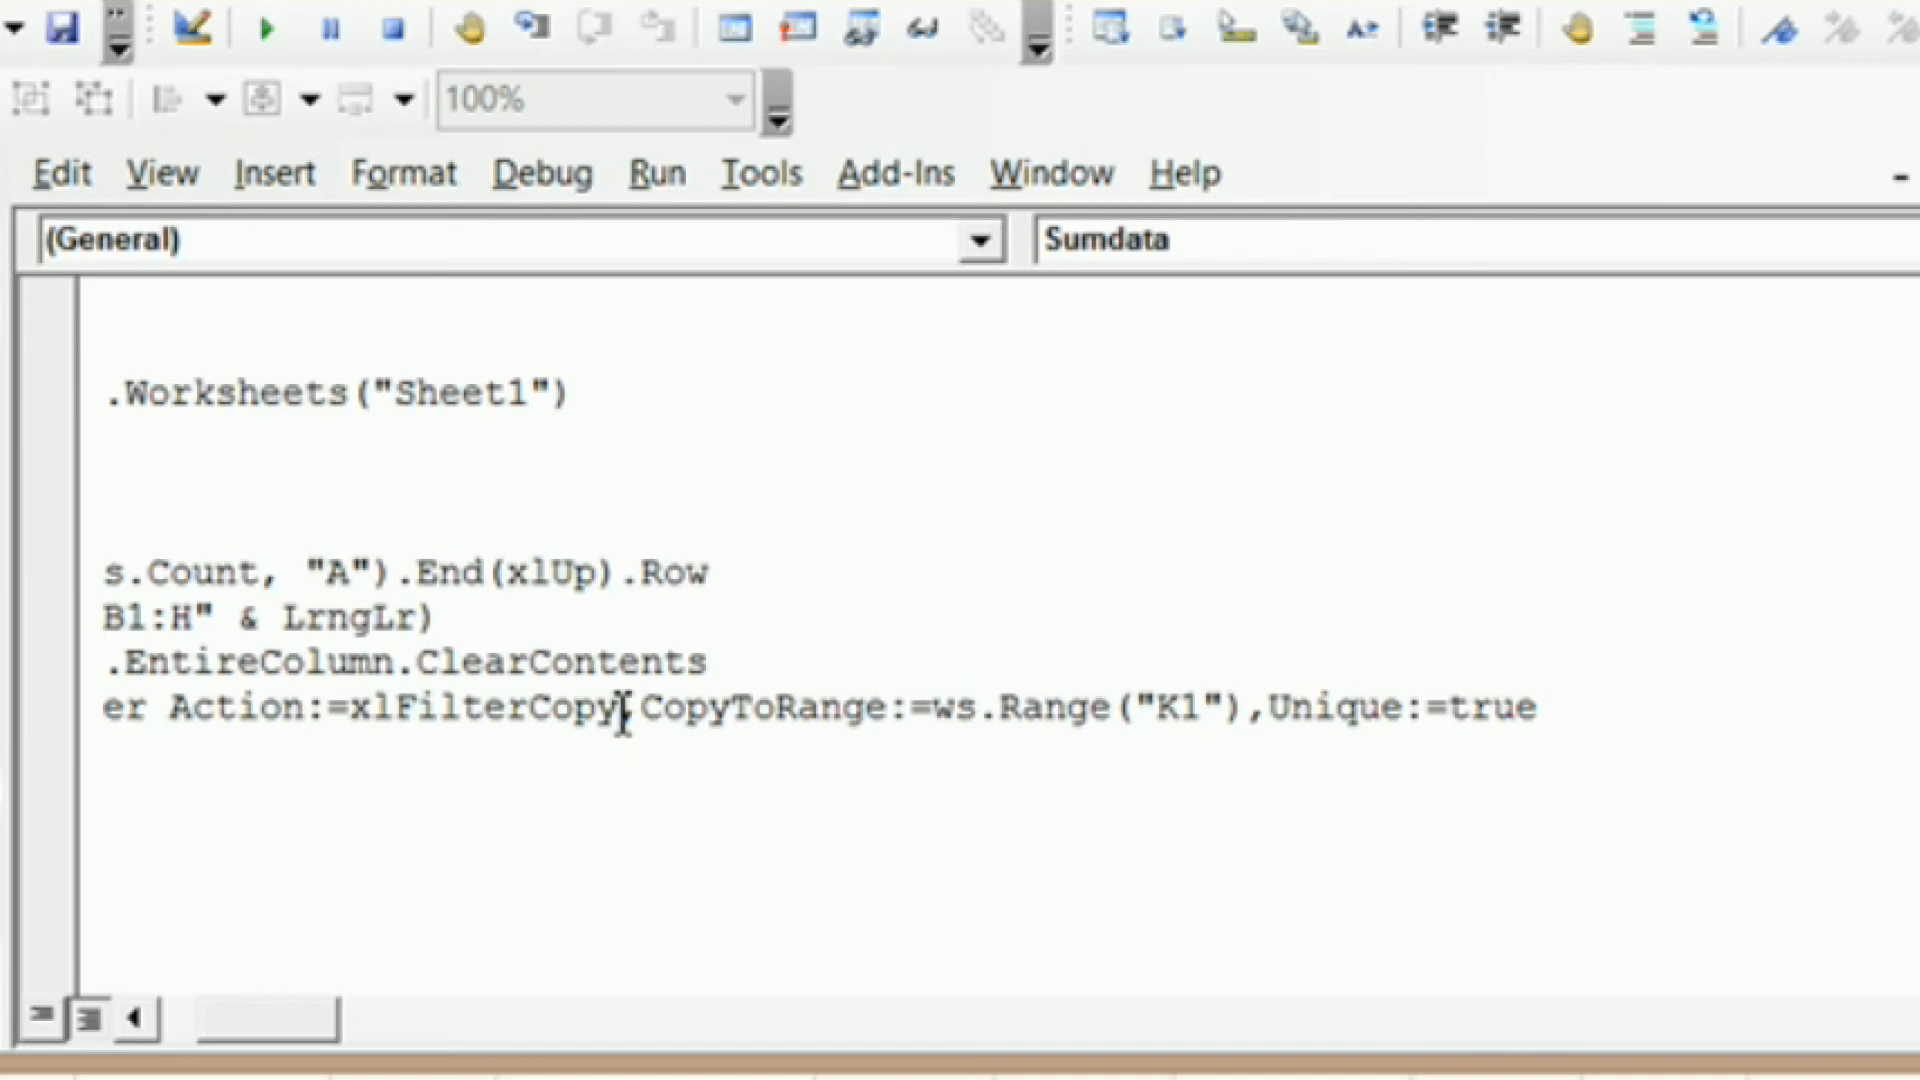 100%
Edit View Insert Format Debug Run Tools Add-Ins Window Help
(General) Sumdata
.Worksheets("Sheet1")
s.Count, "A").End(xlUp).Row
B1:H" & LrngLr)
.EntireColumn.ClearContents
er Action:=xlFilterCopy,CopyToRange:=ws.Range("K1"),Unique:=true